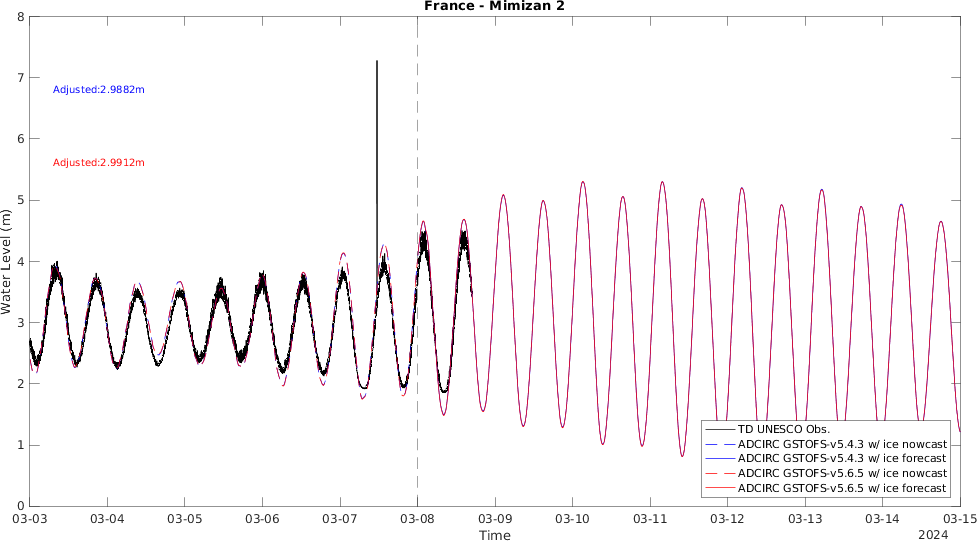 France - Mimizan 2
8
7
6
5
4
3
2
1
0
Water Level (m)
Adjusted:2.9882m
Adjusted:2.9912m
TD UNESCO Obs.
ADCIRC GSTOFS-v5.4.3 w/ ice nowcast
ADCIRC GSTOFS-v5.4.3 w/ ice forecast
ADCIRC GSTOFS-v5.6.5 w/ ice nowcast
ADCIRC GSTOFS-v5.6.5 w/ ice forecast
03-03 03-04 03-05 03-06 03-07 03-08 03-09 03-10 03-11 03-12 03-13 03-14 03-15
Time
2024